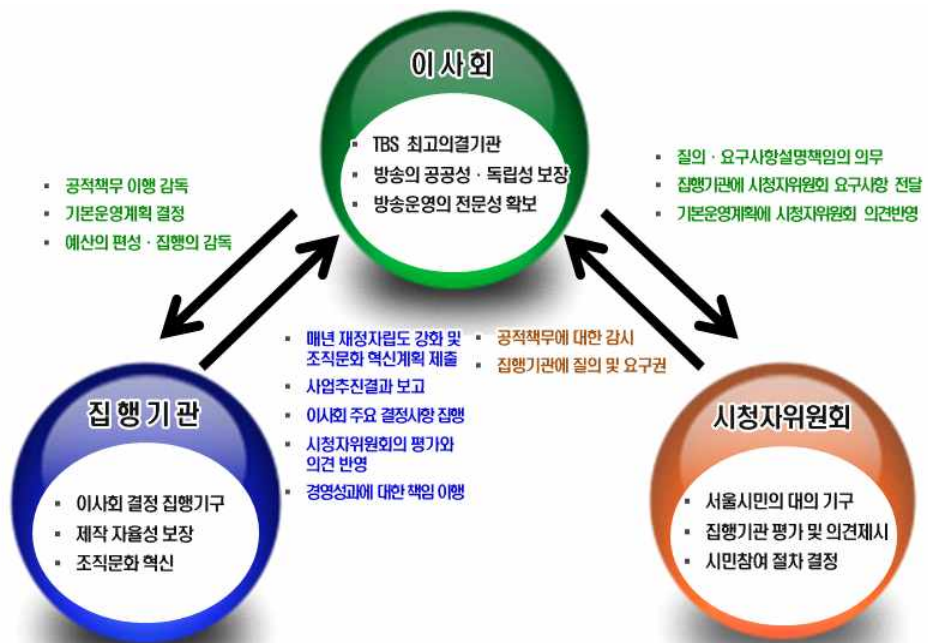 이사회
▪ TBS 최고의결기관
▪ 방송의 공공성 · 독립성 보장
▪ 방송운영의 전문성 확보
▪ 공적책무 이행 감독
▪ 기본운영계획 결정
▪ 예산의 편성 · 집행의 감독
▪ 질의 · 요구사항설명책임의 의무
▪ 집행기관에 시청자위원회 요구사항 전달
▪ 기본운영계획에 시청자위원회 의견반영
▪ 매년 재정자립도 강화 및
조직문화 혁신계획 제출
▪ 사업추진결과 보고
▪ 이사회 주요 결정사항 집행
▪ 시청자위원회의 평가와
의견 반영
▪ 경영성과에 대한 책임 이행
▪ 공적책무에 대한 감시
▪ 집행기관에 질의 및 요구권
집행기관
▪ 이사회 결정 집행기구
▪ 제작 자율성 보장
▪ 조직문화 혁신
시청자위원회
▪ 서울시민의 대의 기구
▪ 집행기관 평가 및 의견제시
▪ 시민참여 절차 결정